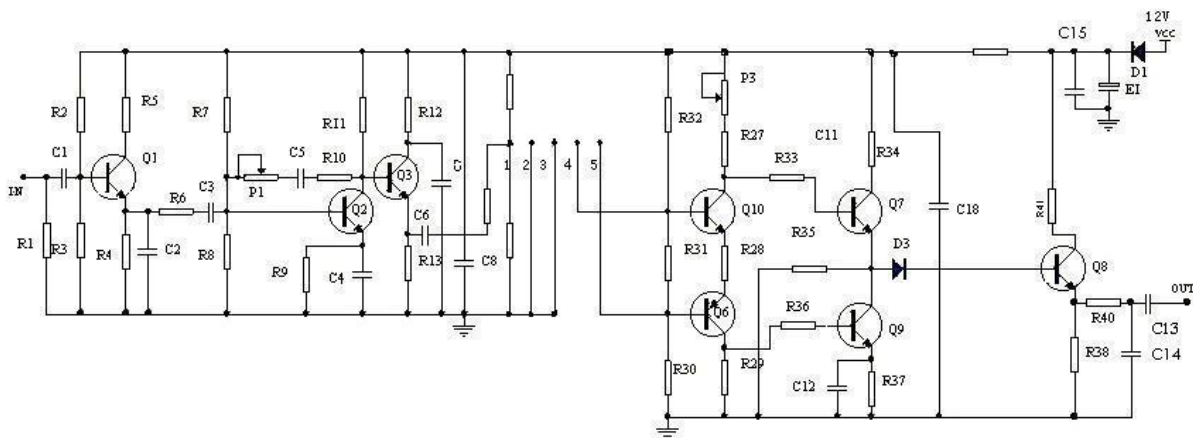 12V
C15
VCC
D1
EI
P3
R2
R5
R7
RI1
R12
R32
R27
C11
R33
R34
C1
Q1
C5
R10
Q3
C7
1
2
3
4
5
IN
R6
C3
P1
Q2
C6
Q10
Q7
C18
R41
R1
R3
R4
C2
R8
R9
C4
R13
C8
R31
R28
R35
D3
Q8
OUT
Q6
R36
Q9
R40
C13
R30
R29
C12
R37
R38
C14